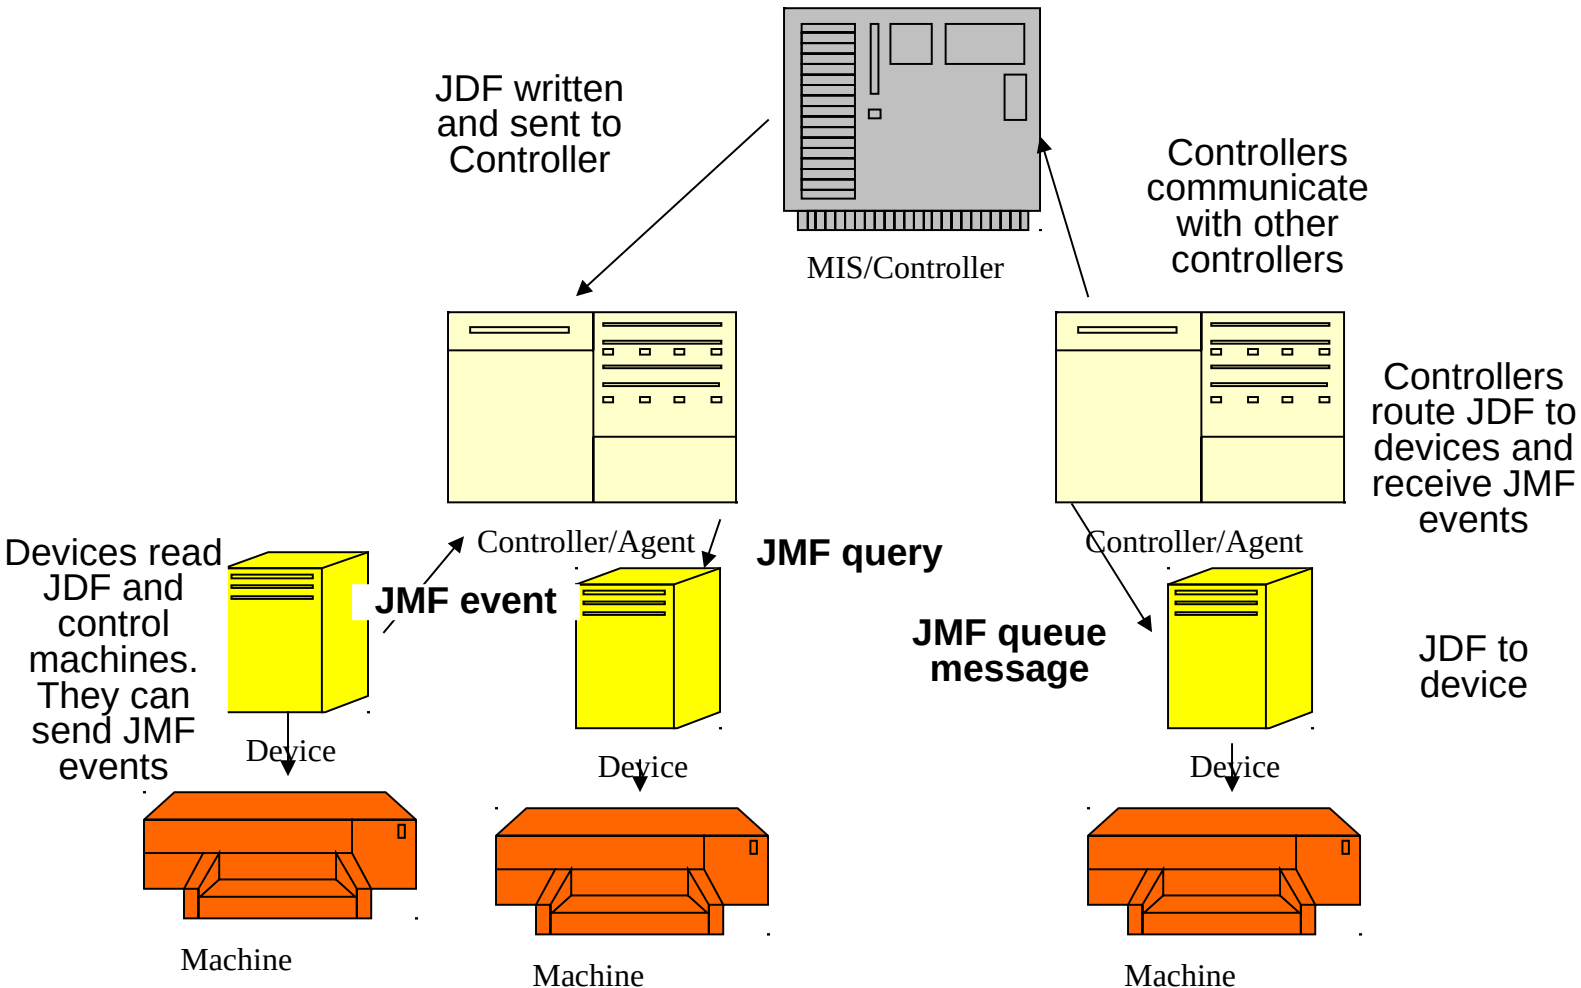 JDF written
and sent to
Controller
MIS/Controller
Controllers
communicate
with other
controllers
Controllers
route JDF to
devices and
receive JMF
events
Controller/Agent
JMF query
Controller/Agent
Devices read
JDF and
control
machines.
They can
send JMF
events
JMF event
JMF queue
message
JDF to
device
Device
Device
Device
Machine
Machine
Machine